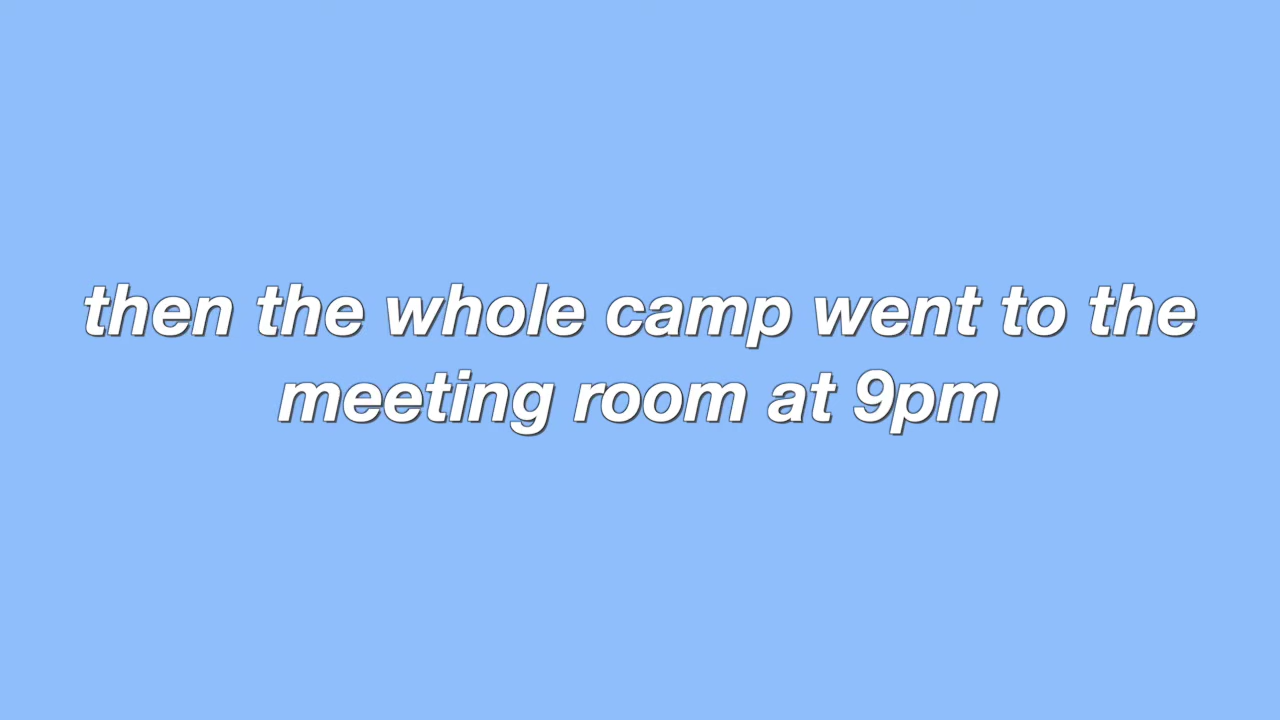 then the whole camp went to the
meeting room at 9pm